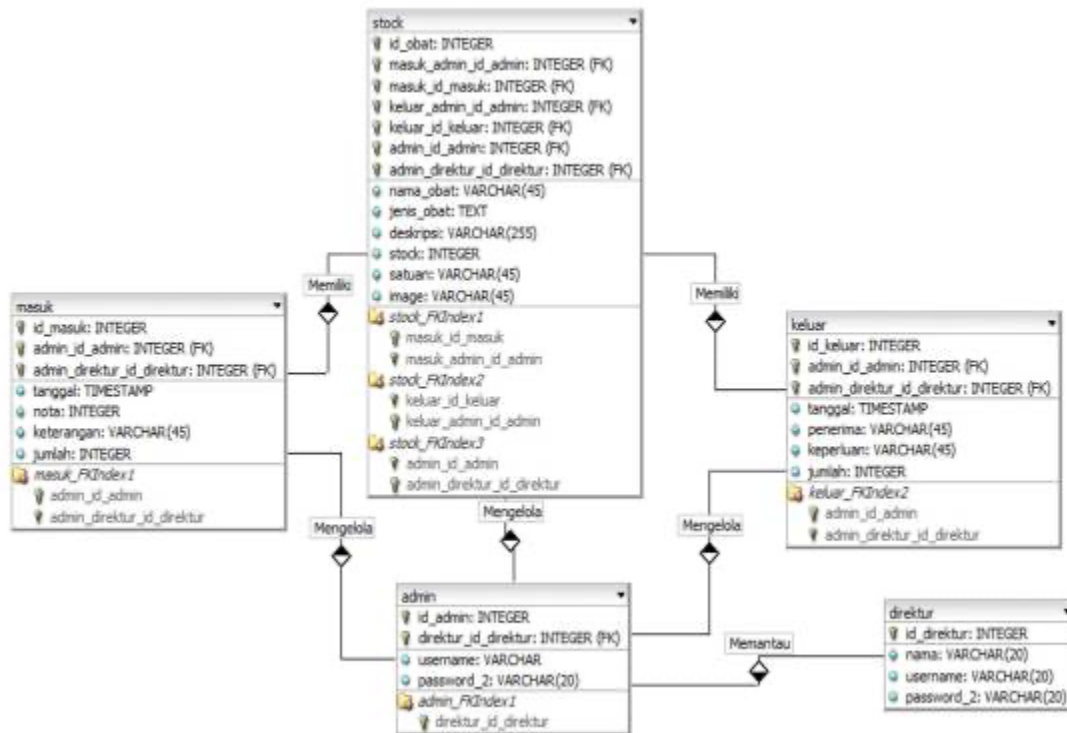 stock
id_obat: INTEGER
masuk_admin_id_admin: INTEGER (FK)
masuk_id_masuk: INTEGER (FK)
keluar_admin_id_admin: INTEGER (FK)
keluar_id_keluar: INTEGER (FK)
admin_id_admin: INTEGER (FK)
admin_direktur_id_direktur: INTEGER (FK)
nama_obat: VARCHAR(45)
jenis_obat: TEXT
deskripsi: VARCHAR(255)
stock: INTEGER
satuan: VARCHAR(45)
image: VARCHAR(45)
stock_FKIndex1
masuk_id_masuk
masuk_admin_id_admin
stock_FKIndex2
keluar_id_keluar
keluar_admin_id_admin
stock_FKIndex3
admin_id_admin
admin_direktur_id_direktur
Memiliki
Memiliki
masuk
id_masuk: INTEGER
admin_id_admin: INTEGER (FK)
admin_direktur_id_direktur: INTEGER (FK)
tanggal: TIMESTAMP
nota: INTEGER
keterangan: VARCHAR(45)
jumlah: INTEGER
masuk_FKIndex1
admin_id_admin
admin_direktur_id_direktur
keluar
id_keluar: INTEGER
admin_id_admin: INTEGER (FK)
admin_direktur_id_direktur: INTEGER (FK)
tanggal: TIMESTAMP
penerima: VARCHAR(45)
keperluan: VARCHAR(45)
jumlah: INTEGER
keluar_FKIndex2
admin_id_admin
admin_direktur_id_direktur
Mengelola
Mengelola
Mengelola
admin
id_admin: INTEGER
direktur_id_direktur: INTEGER (FK)
username: VARCHAR
password_2: VARCHAR(20)
admin_FKIndex1
direktur_id_direktur
Memantau
direktur
id_direktur: INTEGER
nama: VARCHAR(20)
username: VARCHAR(20)
password_2: VARCHAR(20)